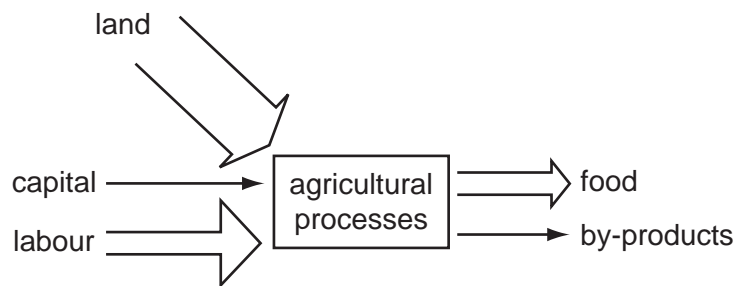 land
capital
labour
agricultural
processes
food
by-products